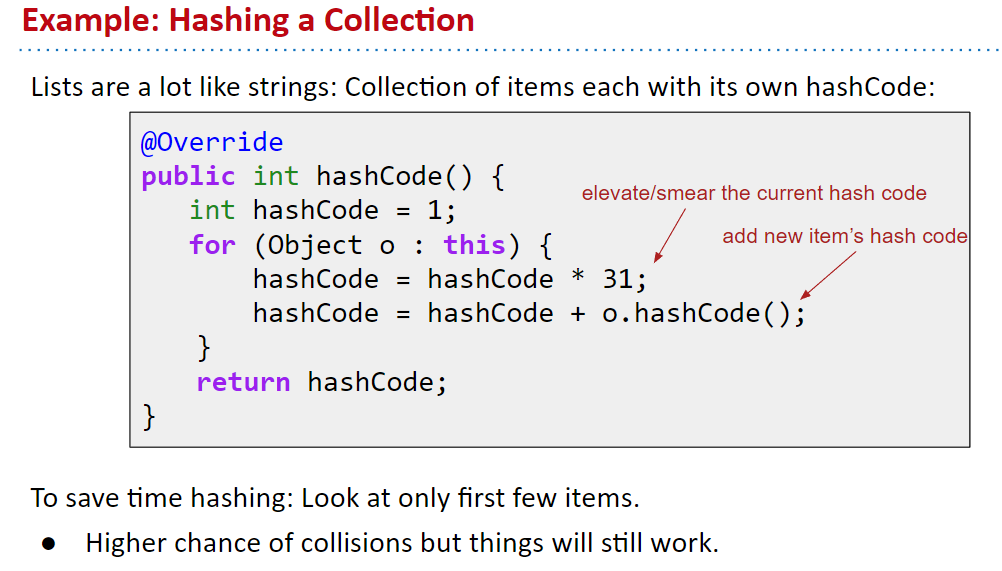 Example: Hashing a Collection
Lists are a lot like strings: Collection of items each with its own hashCode:
@Override
public int hashCode() {
int hashCode = 1;
elevate/smear the current hash code
for (Object o : this) {
add new item's hash code
hashCode = hashCode * 31;
hashCode = hashCode + o.hashCode();
}
return hashCode;
}
To save time hashing: Look at only first few items.
● Higher chance of collisions but things will still work.